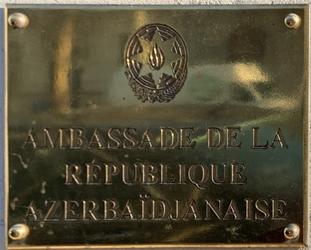 AMBASSADE DE LA
RÉPUBLIQUE
AZERBAÏDJANAISE